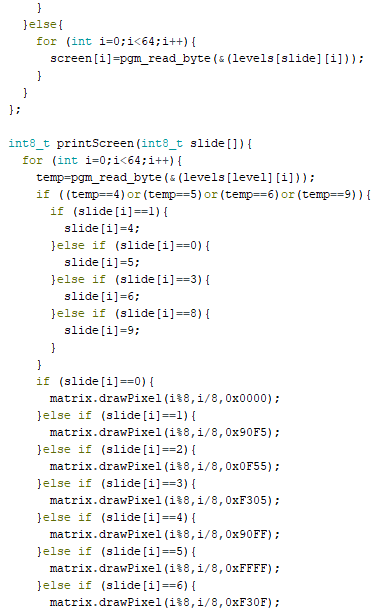 }
  }else{
    for (int i=0;i<64;i++){
      screen[i]=pgm_read_byte(&(levels[slide][i]));
    }
  }
};

int8_t printScreen(int8_t slide[]){
  for (int i=0;i<64;i++){
    temp=pgm_read_byte(&(levels[level][i]));
    if ((temp==4)or(temp==5)or(temp==6)or(temp==9)){
      if (slide[i]==1){
        slide[i]=4;
      }else if (slide[i]==0){
        slide[i]=5;
      }else if (slide[i]==3){
        slide[i]=6;
      }else if (slide[i]==8){
        slide[i]=9;
      }
    }
    if (slide[i]==0){
      matrix.drawPixel(i%8,i/8,0x0000);
    }else if (slide[i]==1){
      matrix.drawPixel(i%8,i/8,0x90F5);
    }else if (slide[i]==2){
      matrix.drawPixel(i%8,i/8,0x0F55);
    }else if (slide[i]==3){
      matrix.drawPixel(i%8,i/8,0xF305);
    }else if (slide[i]==4){
      matrix.drawPixel(i%8,i/8,0x90FF);
    }else if (slide[i]==5){
      matrix.drawPixel(i%8,i/8,0xFFFF);
    }else if (slide[i]==6){
      matrix.drawPixel(i%8,i/8,0xF30F);